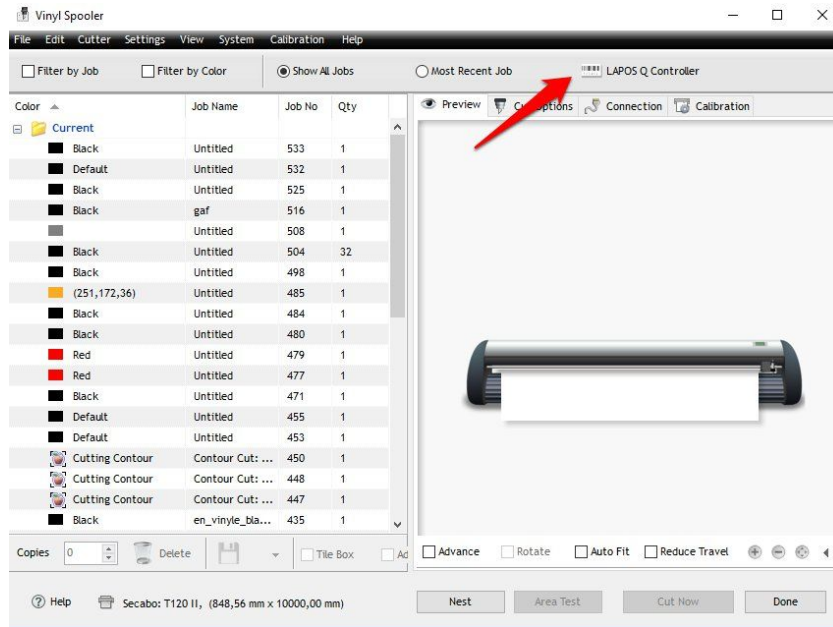 Vinyl Spooler
File Edit Cutter Settings View System Calibration Help
Filter by Job Filter by Color Show All Jobs Most Recent Job LAPOS Q Controller
Color Job Name Job No Qty
Preview Cut Options Connection Calibration
Current
Black Untitled 533 1
Default Untitled 532 1
Black Untitled 525 1
Black gaf 516 1
Untitled 508 1
Black Untitled 504 32
Black Untitled 498 1
(251,172,36) Untitled 485 1
Black Untitled 484 1
Black Untitled 480 1
Red Untitled 479 1
Red Untitled 477 1
Black Untitled 471 1
Default Untitled 455 1
Default Untitled 453 1
Cutting Contour Contour Cut: ... 450 1
Cutting Contour Contour Cut: ... 448 1
Cutting Contour Contour Cut: ... 447 1
Black en_vinyle_bla... 435 1
Copies 0 Delete Tile Box Ad
Advance Rotate Auto Fit Reduce Travel
Help Secabo: T120 II, (848,56 mm x 10000,00 mm)
Nest Area Test Cut Now Done